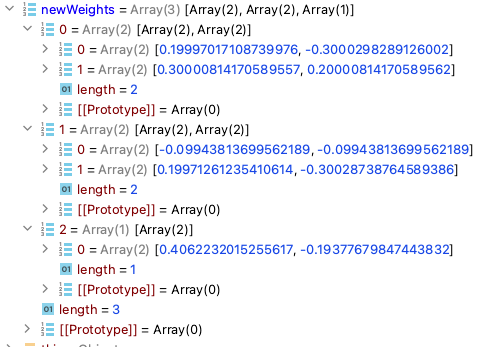 newWeights = Array(3) [Array(2), Array(2), Array(1)]
0 = Array(2) [Array(2), Array(2)]
0 = Array(2) [0.19997017108739976, -0.3000298289126002]
1 = Array(2) [0.30000814170589557, 0.20000814170589562]
01 length = 2
[[Prototype]] = Array(0)
1 = Array(2) [Array(2), Array(2)]
0 = Array(2) [-0.09943813699562189, -0.09943813699562189]
1 = Array(2) [0.19971261235410614, -0.30028738764589386]
01 length = 2
[[Prototype]] = Array(0)
2 = Array(1) [Array(2)]
0 = Array(2) [0.4062232015255617, -0.19377679847443832]
01 length = 1
[[Prototype]] = Array(0)
01 length = 3
[[Prototype]] = Array(0)